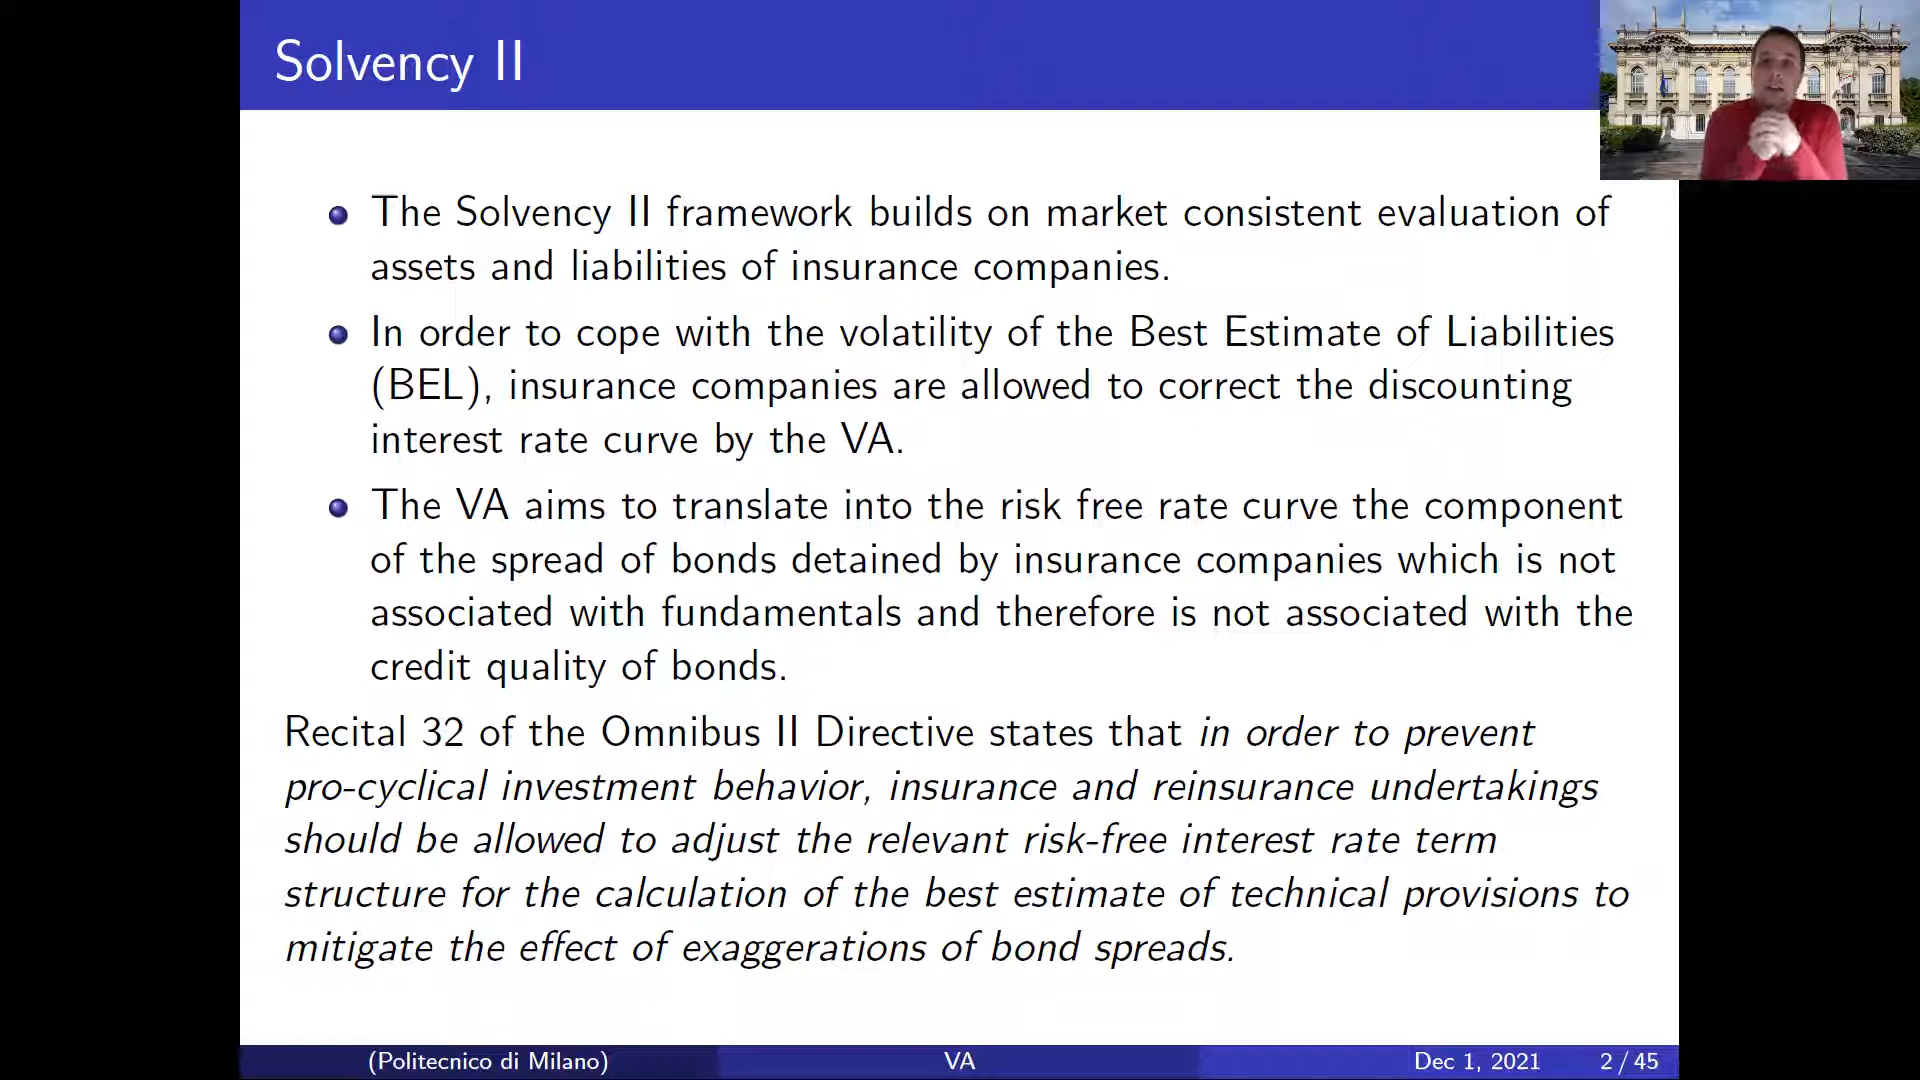 Solvency II
The Solvency II framework builds on market consistent evaluation of
assets and liabilities of insurance companies.
In order to cope with the volatility of the Best Estimate of Liabilities
(BEL), insurance companies are allowed to correct the discounting
interest rate curve by the VA.
The VA aims to translate into the risk free rate curve the component
of the spread of bonds detained by insurance companies which is not
associated with fundamentals and therefore is not associated with the
credit quality of bonds.
Recital 32 of the Omnibus II Directive states that in order to prevent
pro-cyclical investment behavior, insurance and reinsurance undertakings
should be allowed to adjust the relevant risk-free interest rate term
structure for the calculation of the best estimate of technical provisions to
mitigate the effect of exaggerations of bond spreads.
(Politecnico di Milano) VA Dec 1, 2021 2 / 45